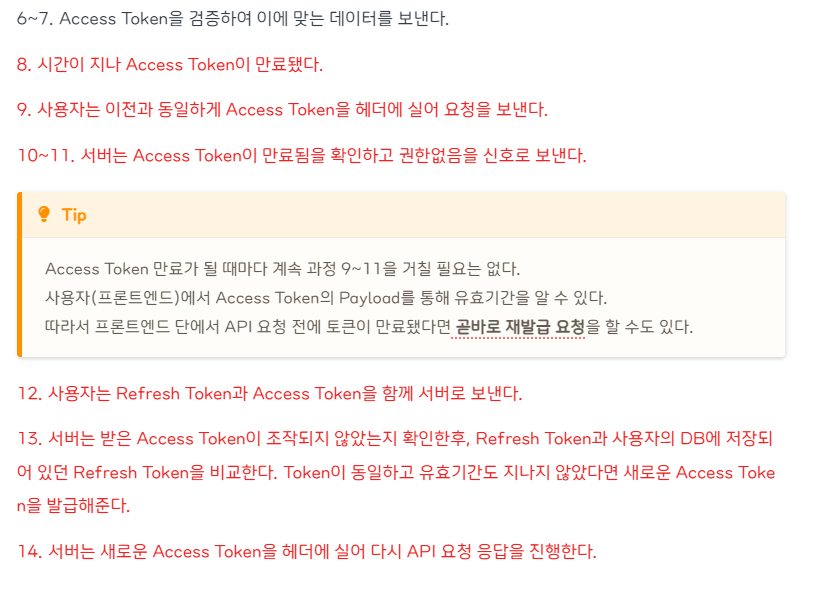 6~7. Access Token을 검증하여 이에 맞는 데이터를 보낸다.
8. 시간이 지나 Access Token이 만료됐다.
9. 사용자는 이전과 동일하게 Access Token을 헤더에 실어 요청을 보낸다.
10~11. 서버는 Access Token이 만료됨을 확인하고 권한없음을 신호로 보낸다.
Tip
Access Token 만료가 될 때마다 계속 과정 9~11을 거칠 필요는 없다.
사용자(프론트엔드)에서 Access Token의 Payload를 통해 유효기간을 알 수 있다.
따라서 프론트엔드 단에서 API 요청 전에 토큰이 만료됐다면 곧바로 재발급 요청을 할 수도 있다.
12. 사용자는 Refresh Token과 Access Token을 함께 서버로 보낸다.
13. 서버는 받은 Access Token이 조작되지 않았는지 확인한후, Refresh Token과 사용자의 DB에 저장되
어 있던 Refresh Token을 비교한다. Token이 동일하고 유효기간도 지나지 않았다면 새로운 Access Toke
n을 발급해준다.
14. 서버는 새로운 Access Token을 헤더에 실어 다시 API 요청 응답을 진행한다.